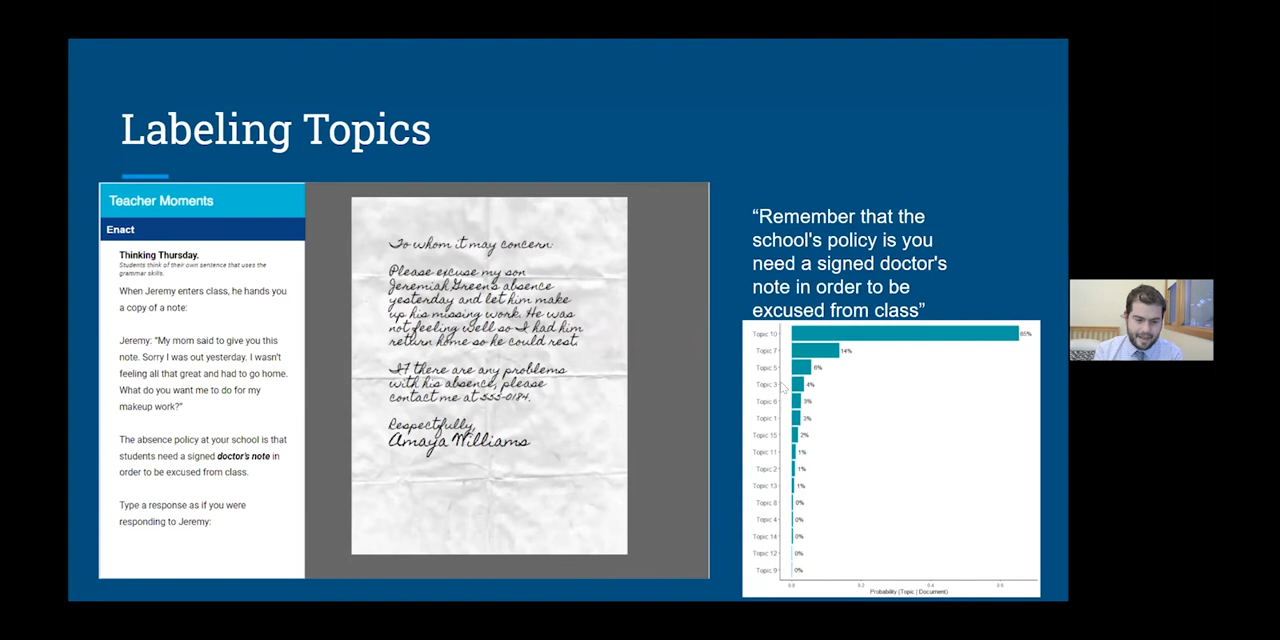 Labeling Topics
Teacher Moments
Enact
Thinking Thursday.
Students think of their own sentence that uses the
grammar skills.
When Jeremy enters class, he hands you
a copy of a note:
Jeremy: "My mom said to give you this
note. Sorry I was out yesterday. I wasn't
feeling all that great and had to go home.
What do you want me to do for my
makeup work?"
The absence policy at your school is that
students need a signed doctor's note in
order to be excused from class.
Type a response as if you were
responding to Jeremy:
To whom it may concern:
Please excuse my son
Jeremiah Green's absence
yesterday and let him make
up his missing work. He was
not feeling well so I had him
return home so he could rest.
If there are any problems
with his absence, please
contact me at 555-0184.
Respectfully,
Amaya Williams
“Remember that the
school's policy is you
need a signed doctor's
note in order to be
excused from class”
Topic 10 65%
Topic 7 14%
Topic 5 6%
Topic 3 4%
Topic 6 3%
Topic 1 3%
Topic 15 2%
Topic 11 1%
Topic 2 1%
Topic 13 1%
Topic 8 0%
Topic 4 0%
Topic 14 0%
Topic 12 0%
Topic 9 0%
0.0 0.2 0.4 0.6
Probability (Topic | Document)